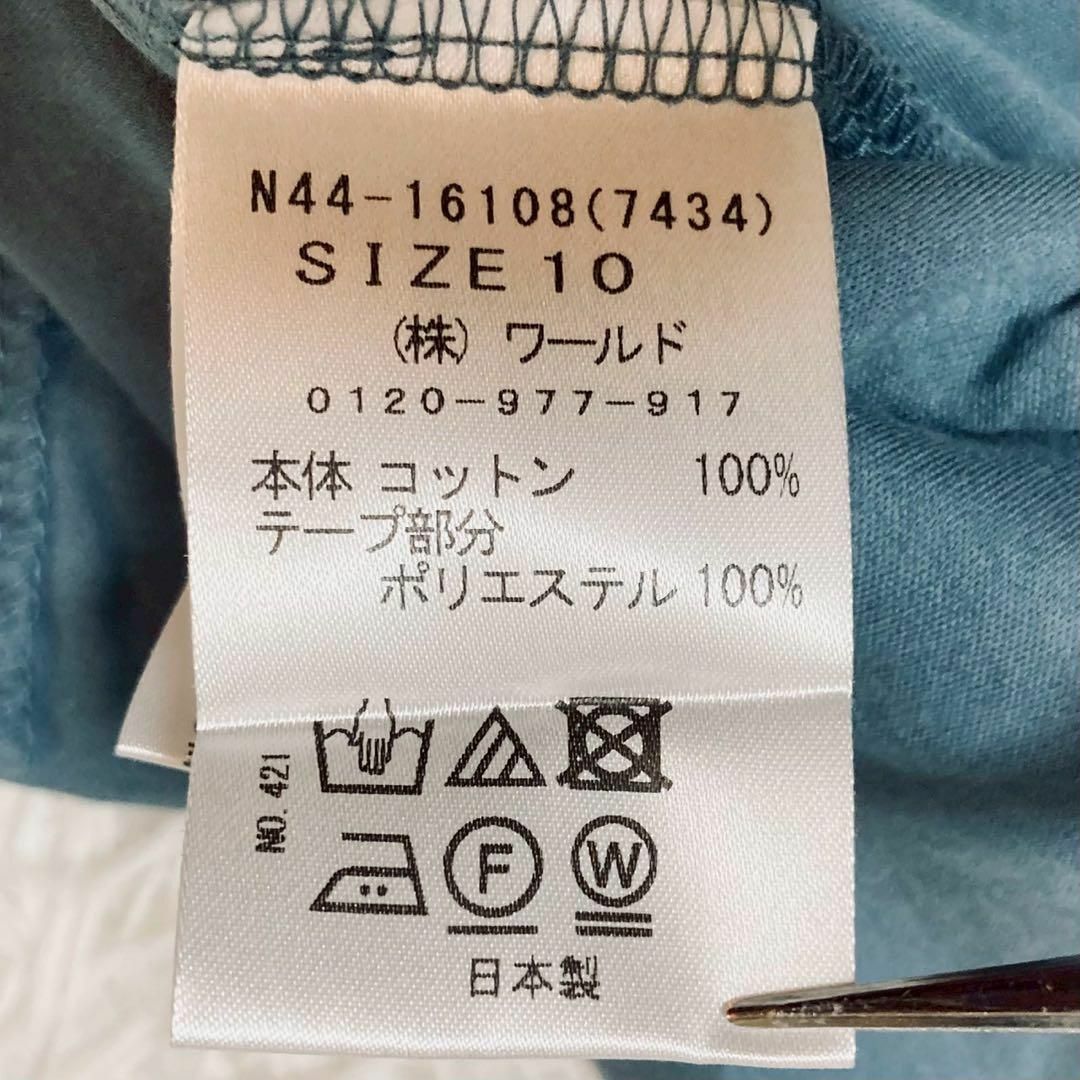 N44-16108(7434)
SIZE10
(株) ワールド
0120-977-917
本体 コットン 100%
テープ部分
ポリエステル 100%
NO.421
F W
日本製